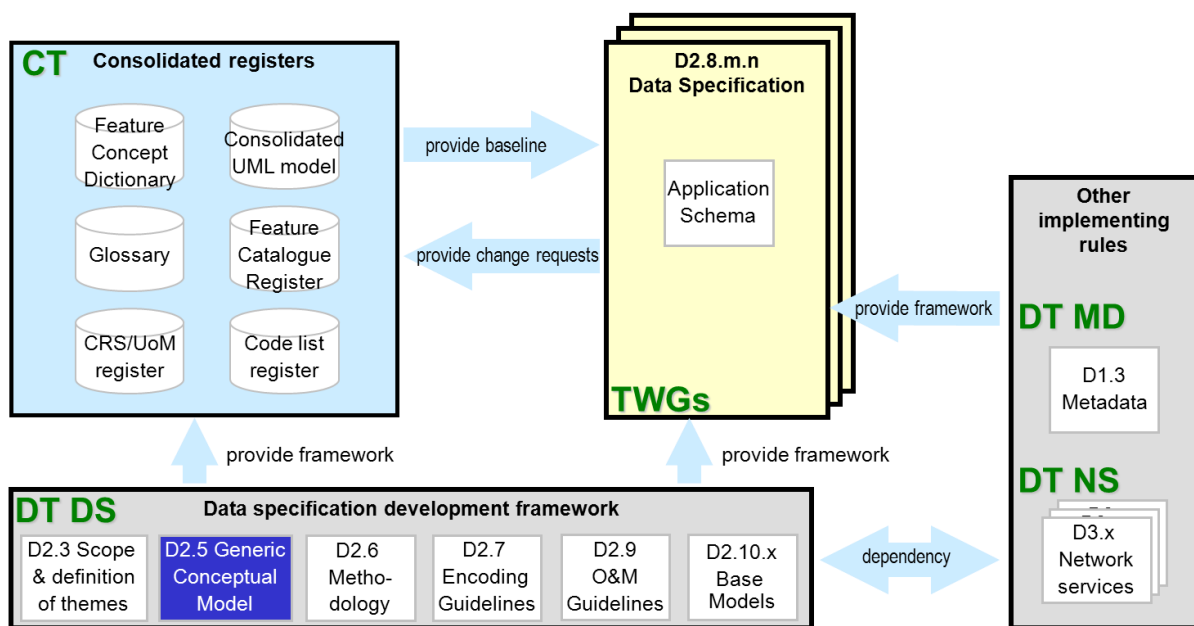 CT Consolidated registers
Feature
Concept
Dictionary
Consolidated
UML model
Glossary
Feature
Catalogue
Register
CRS/UoM
register
Code list
register
provide baseline
provide change requests
D2.8.m.n
Data Specification
Application
Schema
TWGs
provide framework
Other
implementing
rules
DT MD
D1.3
Metadata
DT NS
D3.x
Network
services
provide framework
provide framework
DT DS Data specification development framework
D2.3 Scope
& definition
of themes
D2.5 Generic
Conceptual
Model
D2.6
Metho-
dology
D2.7
Encoding
Guidelines
D2.9
O&M
Guidelines
D2.10.x
Base
Models
dependency